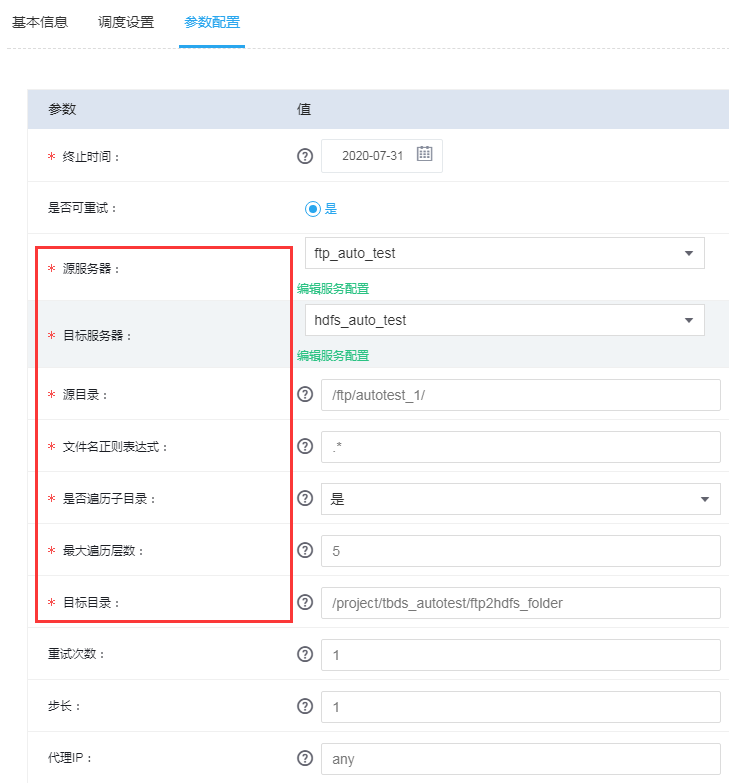 基本信息 调度设置 参数配置
参数 值
* 终止时间： ? 2020-07-31
是否可重试： 是
* 源服务器： ftp_auto_test
编辑服务配置
* 目标服务器： hdfs_auto_test
编辑服务配置
* 源目录： ? /ftp/autotest_1/
* 文件名正则表达式： ? .*
* 是否遍历子目录： ? 是
* 最大遍历层数： ? 5
* 目标目录： ? /project/tbds_autotest/ftp2hdfs_folder
重试次数： ? 1
步长： ? 1
代理IP： ? any